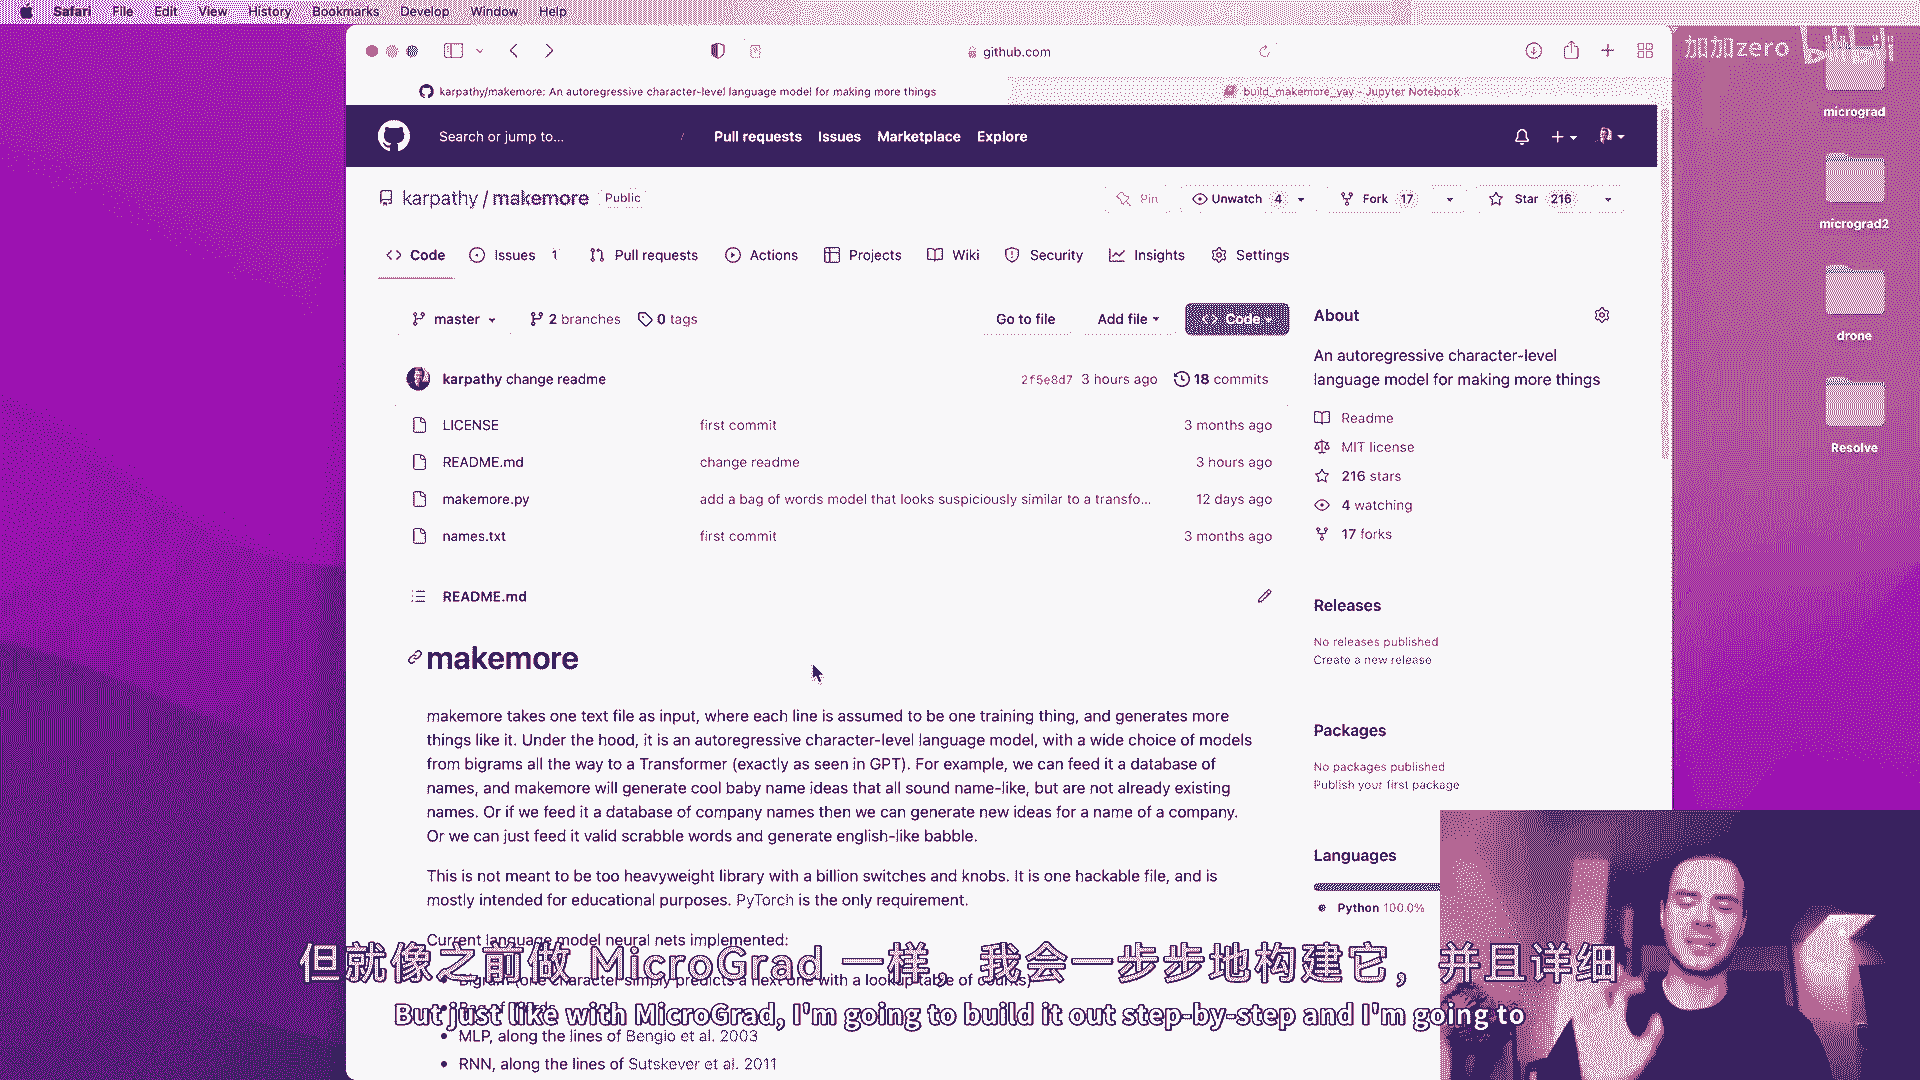 Safari File Edit View History Bookmarks Develop Window Help
github.com
加加zero bilibili
karpathy/makemore: An autoregressive character-level language model for making more things
build_makemore_yay - Jupyter Notebook
micrograd
Search or jump to... /
Pull requests Issues Marketplace Explore
karpathy / makemore Public
Pin
Unwatch 4
Fork 17
Star 216
micrograd2
Code
Issues 1
Pull requests
Actions
Projects
Wiki
Security
Insights
Settings
master
2 branches
0 tags
Go to file
Add file
Code
About
drone
An autoregressive character-level
language model for making more things
karpathy change readme
2f5e8d7 3 hours ago
18 commits
Readme
LICENSE first commit 3 months ago
MIT license
Resolve
README.md change readme 3 hours ago
216 stars
makemore.py add a bag of words model that looks suspiciously similar to a transfo... 12 days ago
4 watching
names.txt first commit 3 months ago
17 forks
README.md
Releases
No releases published
Create a new release
makemore
makemore takes one text file as input, where each line is assumed to be one training thing, and generates more
things like it. Under the hood, it is an autoregressive character-level language model, with a wide choice of models
from bigrams all the way to a Transformer (exactly as seen in GPT). For example, we can feed it a database of
names, and makemore will generate cool baby name ideas that all sound name-like, but are not already existing
names. Or if we feed it a database of company names then we can generate new ideas for a name of a company.
Or we can just feed it valid scrabble words and generate english-like babble.
Packages
No packages published
Publish your first package
This is not meant to be too heavyweight library with a billion switches and knobs. It is one hackable file, and is
mostly intended for educational purposes. PyTorch is the only requirement.
Languages
Python 100.0%
Current language model neural nets implemented:
但就像之前做 MicroGrad 一样，我会一步步地构建它，并且详细
Bigram (one character simply predicts a next one with a lookup table of counts)
Bag of Words
But just like with MicroGrad, I'm going to build it out step-by-step and I'm going to
MLP, along the lines of Bengio et al. 2003
RNN, along the lines of Sutskever et al. 2011